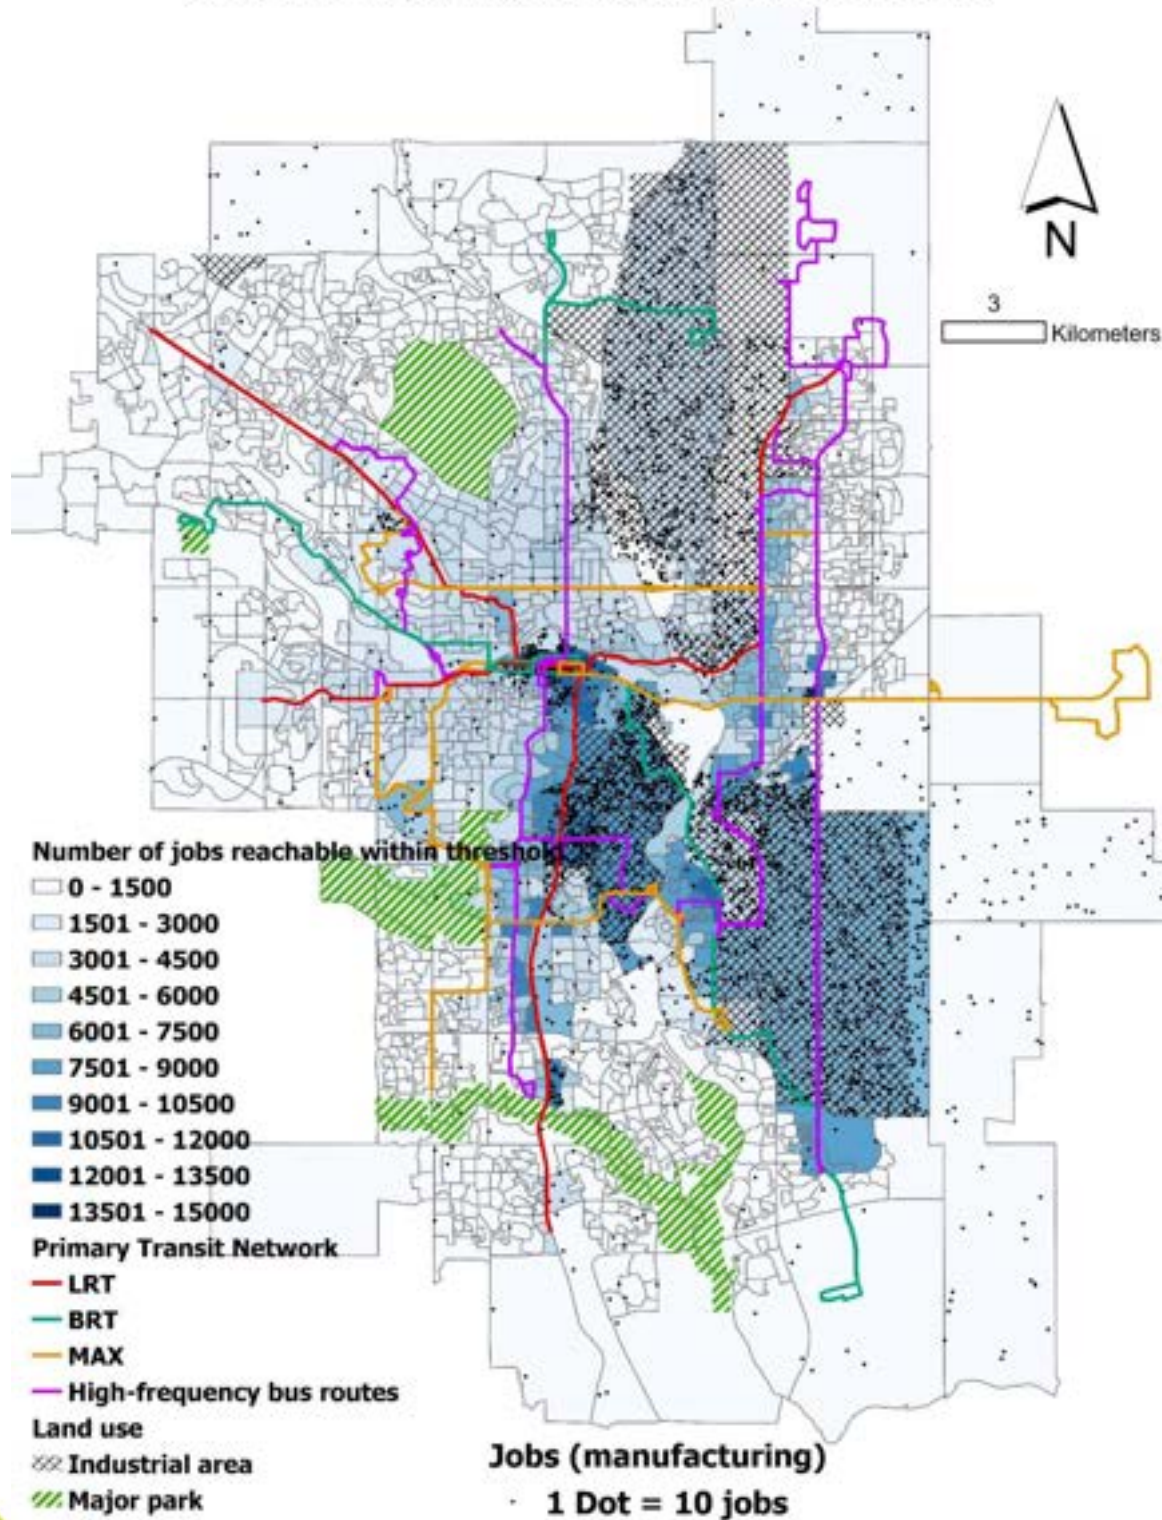 N
3
Kilometers
Number of jobs reachable within threshold
0 - 1500
1501 - 3000
3001 - 4500
4501 - 6000
6001 - 7500
7501 - 9000
9001 - 10500
10501 - 12000
12001 - 13500
13501 - 15000
Primary Transit Network
LRT
BRT
MAX
High-frequency bus routes
Land use
Industrial area
Major park
Jobs (manufacturing)
1 Dot = 10 jobs